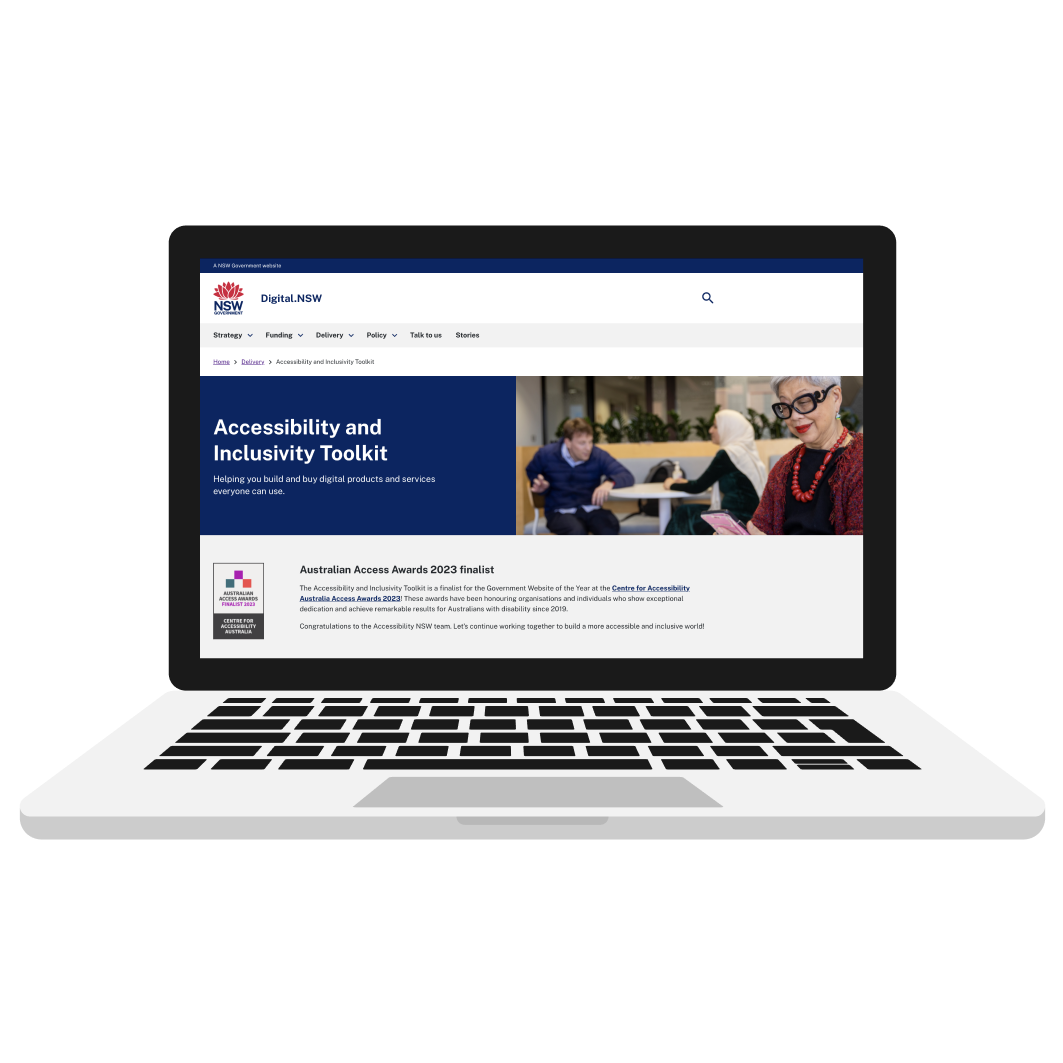 A NSW Government website
NSW
GOVERNMENT
Digital.NSW
Strategy Funding Delivery Policy Talk to us Stories
Home > Delivery > Accessibility and Inclusivity Toolkit
Accessibility and
Inclusivity Toolkit
Helping you build and buy digital products and services
everyone can use.
AUSTRALIAN
ACCESS AWARDS
FINALIST 2023
CENTRE FOR
ACCESSIBILITY
AUSTRALIA
Australian Access Awards 2023 finalist
The Accessibility and Inclusivity Toolkit is a finalist for the Government Website of the Year at the Centre for Accessibility
Australia Access Awards 2023! These awards have been honouring organisations and individuals who show exceptional
dedication and achieve remarkable results for Australians with disability since 2019.
Congratulations to the Accessibility NSW team. Let's continue working together to build a more accessible and inclusive world!